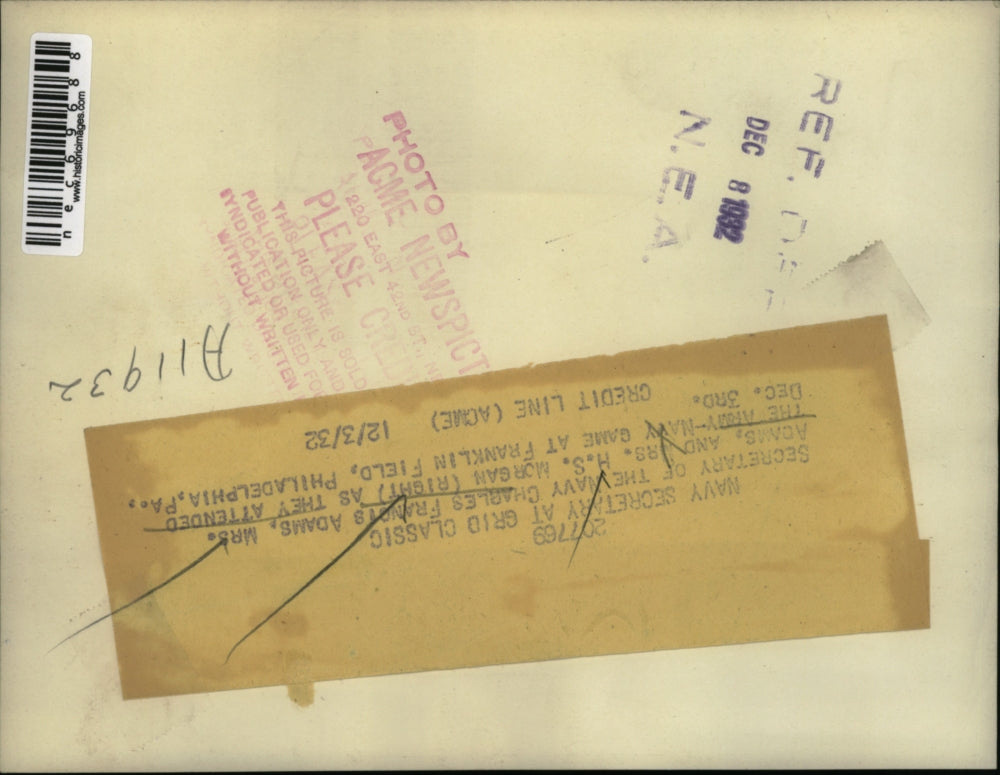 207769
NAVY SECRETARY AT GRID CLASSIC
SECRETARY OF THE NAVY CHARLES FRANCIS ADAMS, MRS.
ADAMS, AND MRS. H.S. MORGAN (RIGHT) AS THEY ATTENDED
THE ARMY-NAVY GAME AT FRANKLIN FIELD, PHILADELPHIA, PA.,
DEC. 3RD.
CREDIT LINE (ACME) 12/3/32
A11932
PHOTO BY
ACME NEWSPICT
220 EAST 42ND ST.
PLEASE CREDIT
THIS PICTURE IS SOLD
PUBLICATION ONLY AND
SYNDICATED OR USED FO
WITHOUT WRITTEN
REF. DE
DEC 8 1932
N.E.A.
nec69688
www.historicimages.com